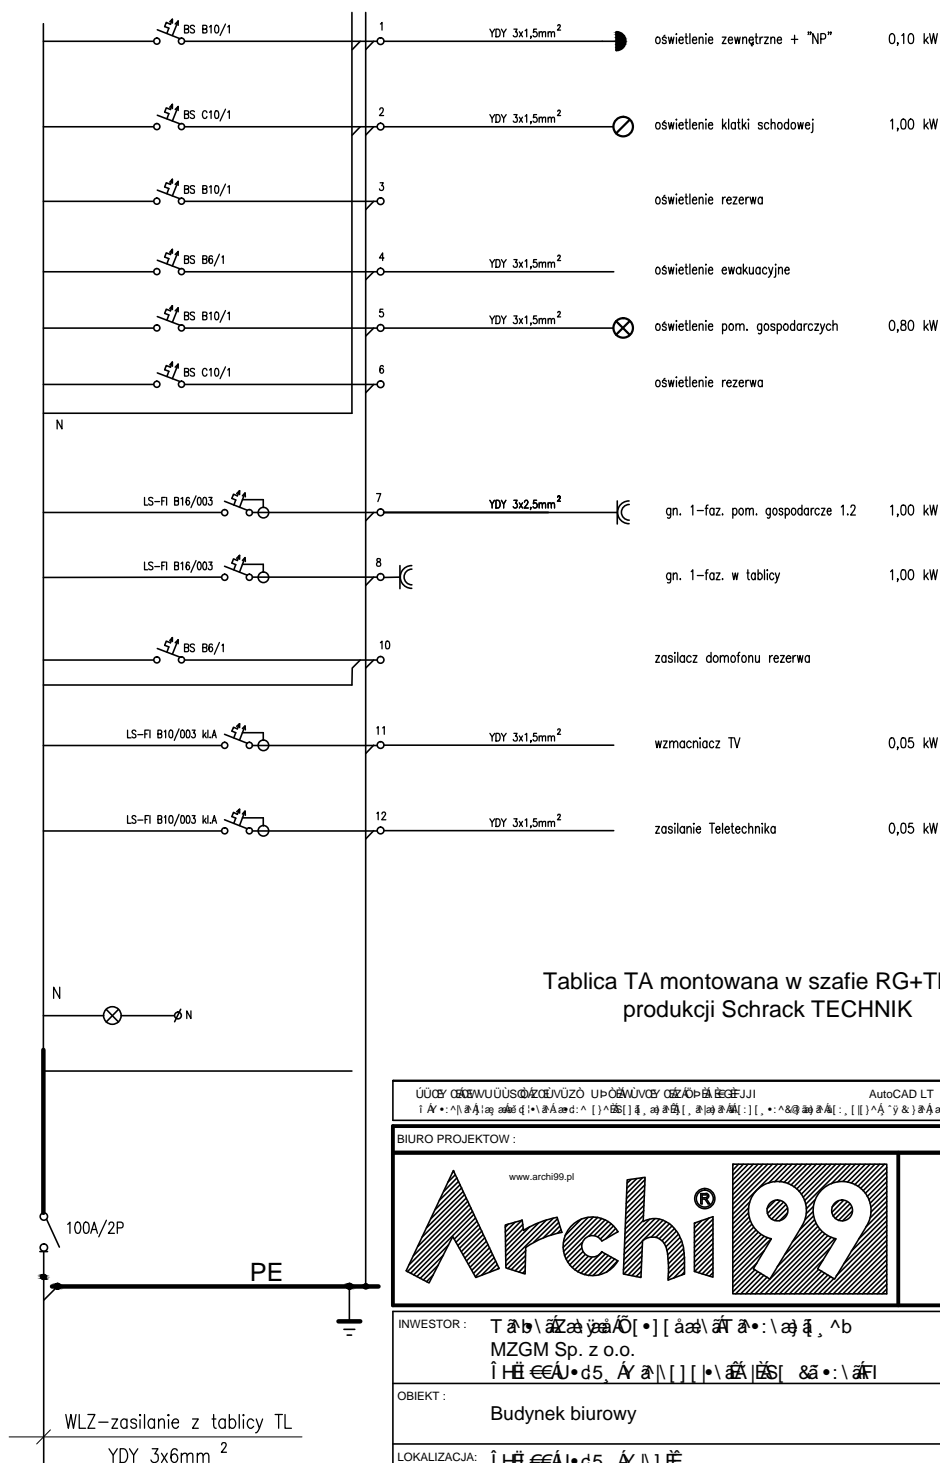 BS B10/1 1 YDY 3x1,5mm² oświetlenie zewnętrzne + "NP" 0,10 kW
BS C10/1 2 YDY 3x1,5mm² oświetlenie klatki schodowej 1,00 kW
BS B10/1 3 oświetlenie rezerwa
BS B6/1 4 YDY 3x1,5mm² oświetlenie ewakuacyjne
BS B10/1 5 YDY 3x1,5mm² oświetlenie pom. gospodarczych 0,80 kW
BS C10/1 6 oświetlenie rezerwa
N
LS-FI B16/003 7 YDY 3x2,5mm² gn. 1-faz. pom. gospodarcze 1.2 1,00 kW
LS-FI B16/003 8 gn. 1-faz. w tablicy 1,00 kW
BS B6/1 10 zasilacz domofonu rezerwa
LS-FI B10/003 kl.A 11 YDY 3x1,5mm² wzmacniacz TV 0,05 kW
LS-FI B10/003 kl.A 12 YDY 3x1,5mm² zasilanie Teletechnika 0,05 kW
N
N
Tablica TA montowana w szafie
produkcji Schrack TECHNIK
AutoCAD LT
BIURO PROJEKTOW :
www.archi99.pl
Archi 99 ®
100A/2P
PE
INWESTOR :
MZGM Sp. z o.o.
OBIEKT :
Budynek biurowy
WLZ-zasilanie z tablicy TL
YDY 3x6mm²
LOKALIZACJA: